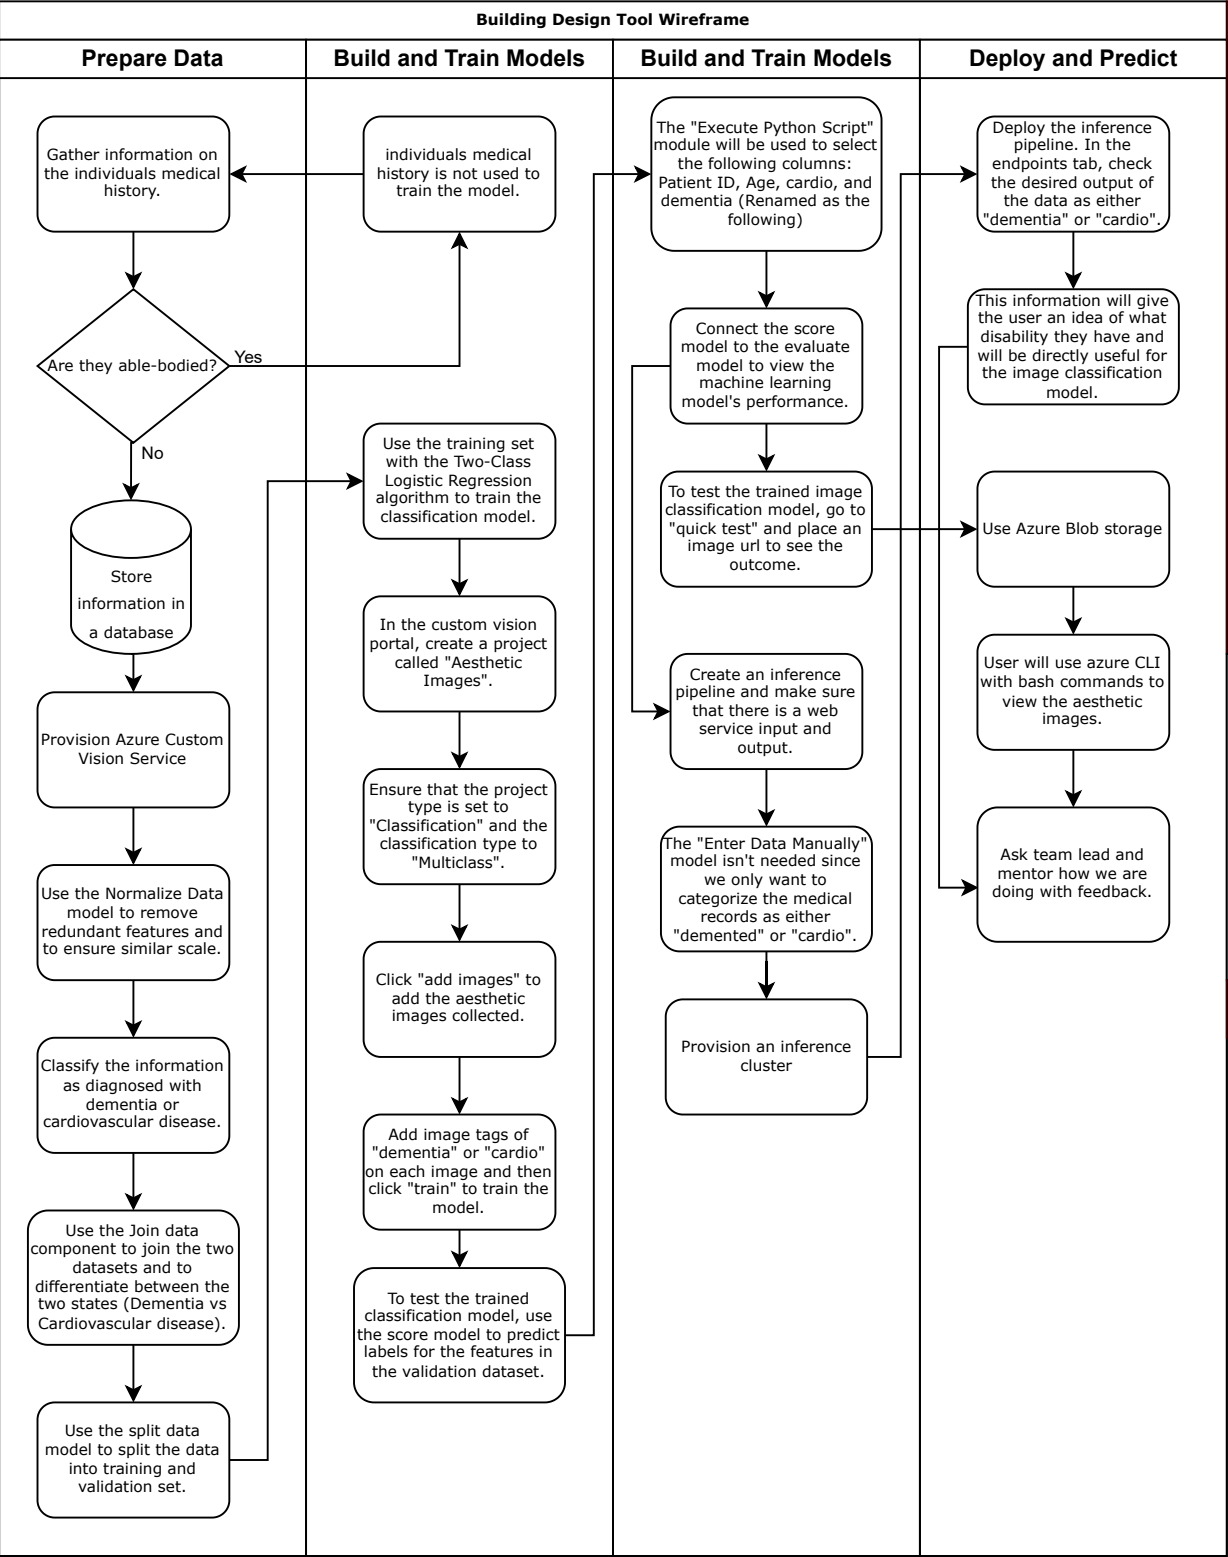 Building Design Tool Wireframe
Prepare Data
Build and Train Models
Build and Train Models
Deploy and Predict
Gather information on
the individuals medical
history.
Are they able-bodied?
Yes
No
Store
information in
a database
Provision Azure Custom
Vision Service
Use the Normalize Data
model to remove
redundant features and
to ensure similar scale.
Classify the information
as diagnosed with
dementia or
cardiovascular disease.
Use the Join data
component to join the two
datasets and to
differentiate between the
two states (Dementia vs
Cardiovascular disease).
Use the split data
model to split the data
into training and
validation set.
individuals medical
history is not used to
train the model.
Use the training set
with the Two-Class
Logistic Regression
algorithm to train the
classification model.
In the custom vision
portal, create a project
called "Aesthetic
Images".
Ensure that the project
type is set to
"Classification" and the
classification type to
"Multiclass".
Click "add images" to
add the aesthetic
images collected.
Add image tags of
"dementia" or "cardio"
on each image and then
click "train" to train the
model.
To test the trained
classification model, use
the score model to predict
labels for the features in
the validation dataset.
The "Execute Python Script"
module will be used to select
the following columns:
Patient ID, Age, cardio, and
dementia (Renamed as the
following)
Connect the score
model to the evaluate
model to view the
machine learning
model's performance.
To test the trained image
classification model, go to
"quick test" and place an
image url to see the
outcome.
Create an inference
pipeline and make sure
that there is a web
service input and
output.
The "Enter Data Manually"
model isn't needed since
we only want to
categorize the medical
records as either
"demented" or "cardio".
Provision an inference
cluster
Deploy the inference
pipeline. In the
endpoints tab, check
the desired output of
the data as either
"dementia" or "cardio".
This information will give
the user an idea of what
disability they have and
will be directly useful for
the image classification
model.
Use Azure Blob storage
User will use azure CLI
with bash commands to
view the aesthetic
images.
Ask team lead and
mentor how we are
doing with feedback.